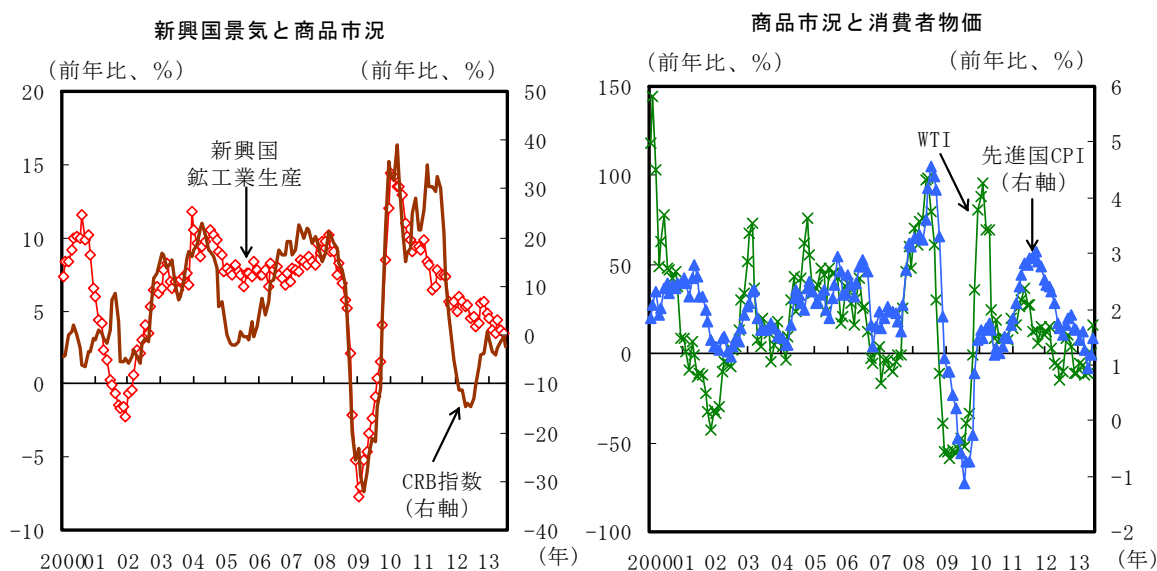 新興国景気と商品市況
（前年比、％）
（前年比、％）
20
15
10
5
0
-5
-10
50
40
30
20
10
0
-10
-20
-30
-40
新興国
鉱工業生産
CRB指数
（右軸）
2000 01 02 03 04 05 06 07 08 09 10 11 12 13
（年）
商品市況と消費者物価
（前年比、％）
（前年比、％）
150
100
50
0
-50
-100
6
5
4
3
2
1
0
-1
-2
WTI
先進国CPI
（右軸）
2000 01 02 03 04 05 06 07 08 09 10 11 12 13
（年）